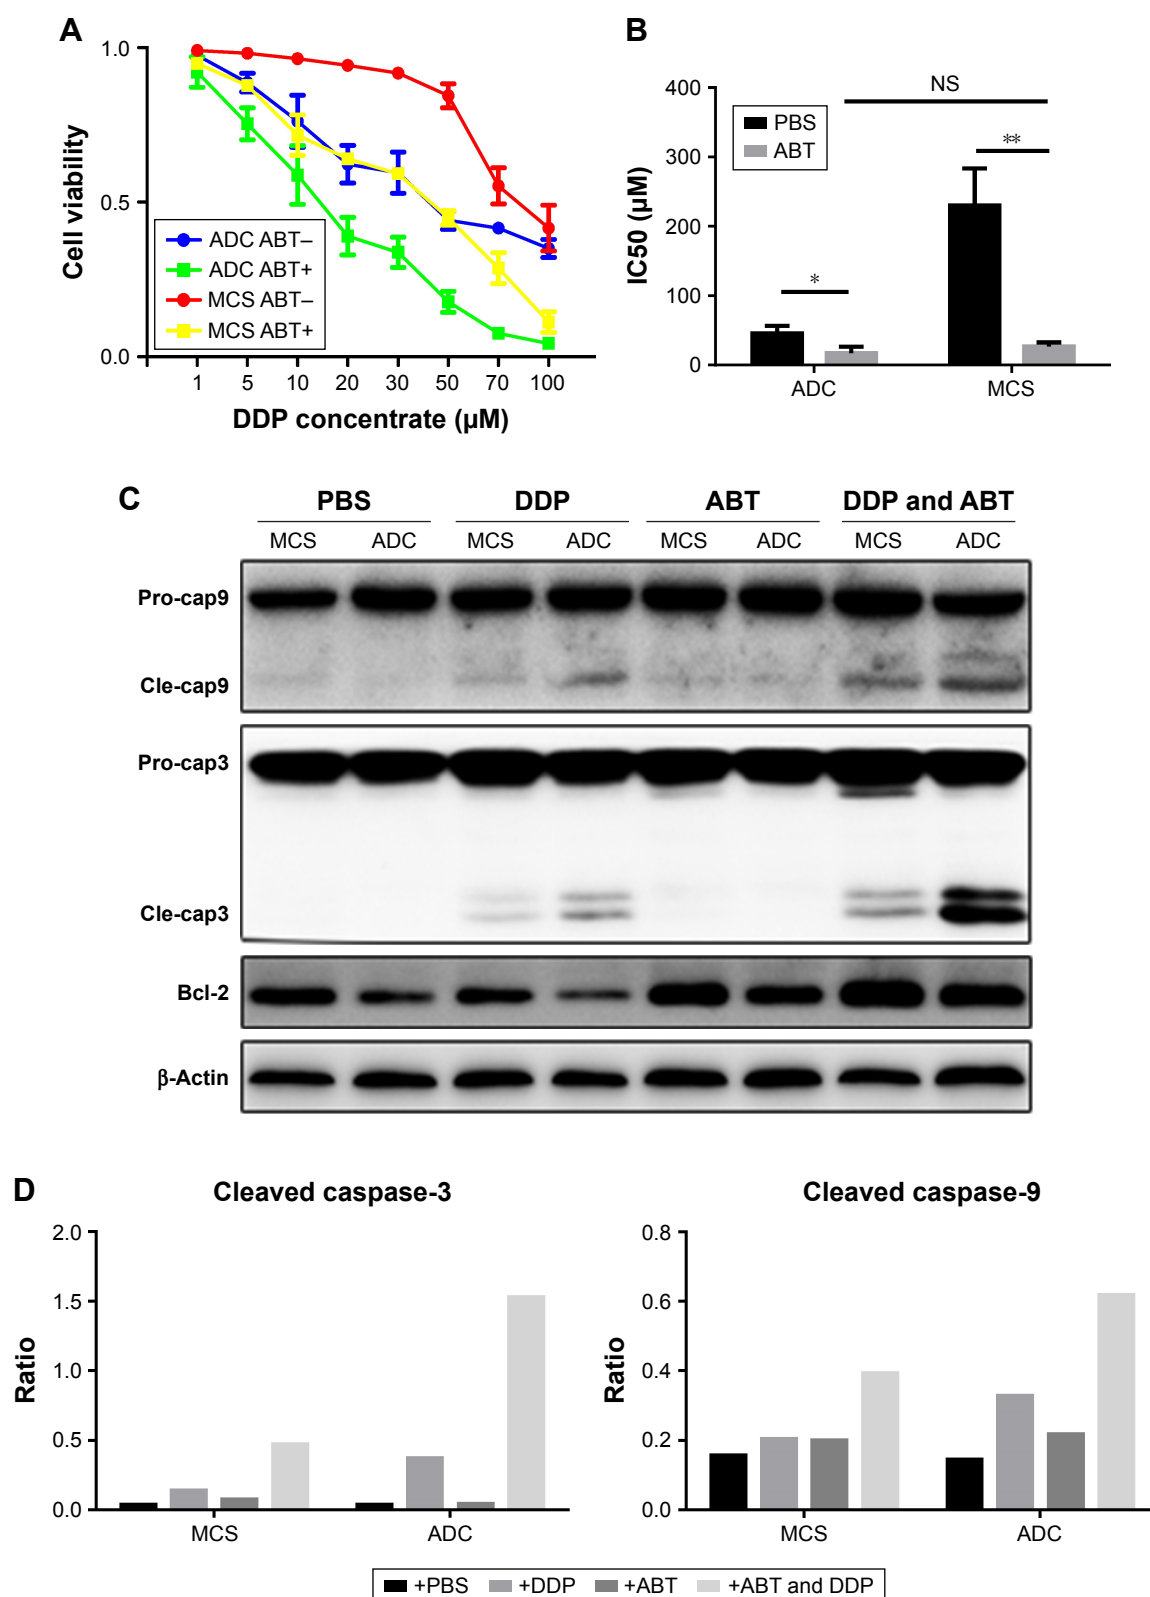 A
1.0
0.5
0.0
Cell viability
ADC ABT–
ADC ABT+
MCS ABT–
MCS ABT+
1 5 10 20 30 50 70 100
DDP concentrate (µM)
B
400
300
200
100
0
IC50 (µM)
PBS
ABT
NS
*
**
ADC MCS
C
PBS DDP ABT DDP and ABT
MCS ADC MCS ADC MCS ADC MCS ADC
Pro-cap9
Cle-cap9
Pro-cap3
Cle-cap3
Bcl-2
β-Actin
D
Cleaved caspase-3
2.0
1.5
1.0
0.5
0.0
Ratio
MCS ADC
Cleaved caspase-9
0.8
0.6
0.4
0.2
0.0
Ratio
MCS ADC
+PBS +DDP +ABT +ABT and DDP